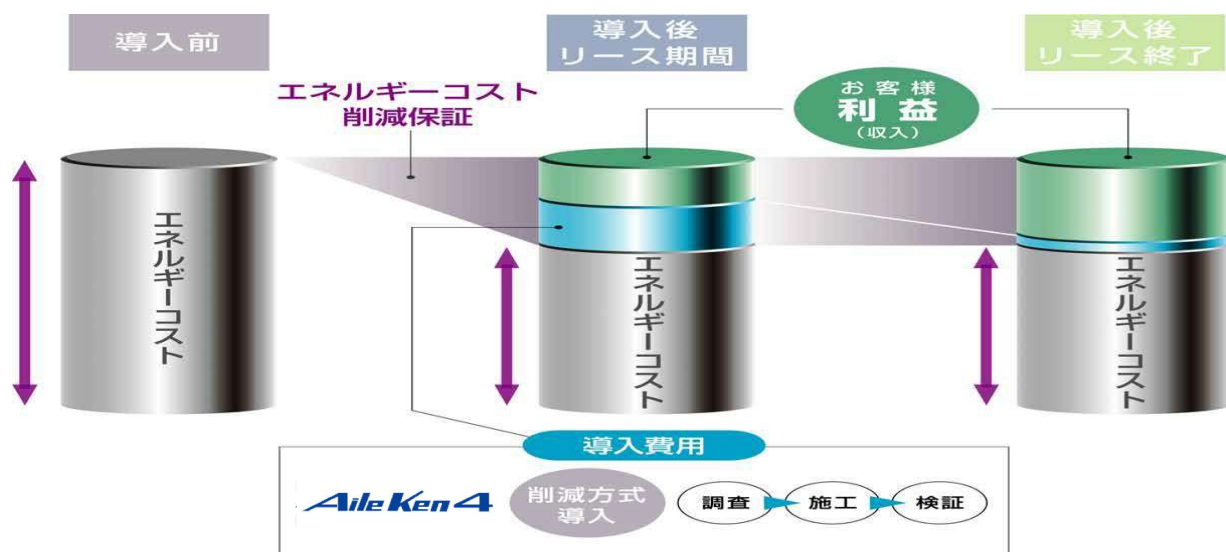 導入前
導入後
リース期間
導入後
リース終了
エネルギーコスト
削減保証
お客様
利益
(収入)
エネルギーコスト
エネルギーコスト
エネルギーコスト
導入費用
AileKen4
削減方式
導入
調査
施工
検証